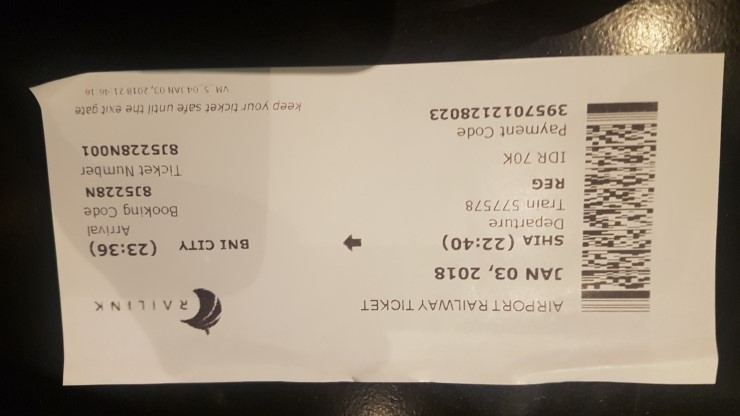 AIRPORT RAILWAY TICKET
RAILINK
JAN 03, 2018
SHIA (22:40)
BNI CITY (23:36)
Departure
Arrival
Train 577578
Booking Code
REG
8J5228N
IDR 70K
Ticket Number
8J5228N001
Payment Code
3957012128023
keep your ticket safe until the exit gate
VM_5_04 JAN 03, 2018 21:46:16